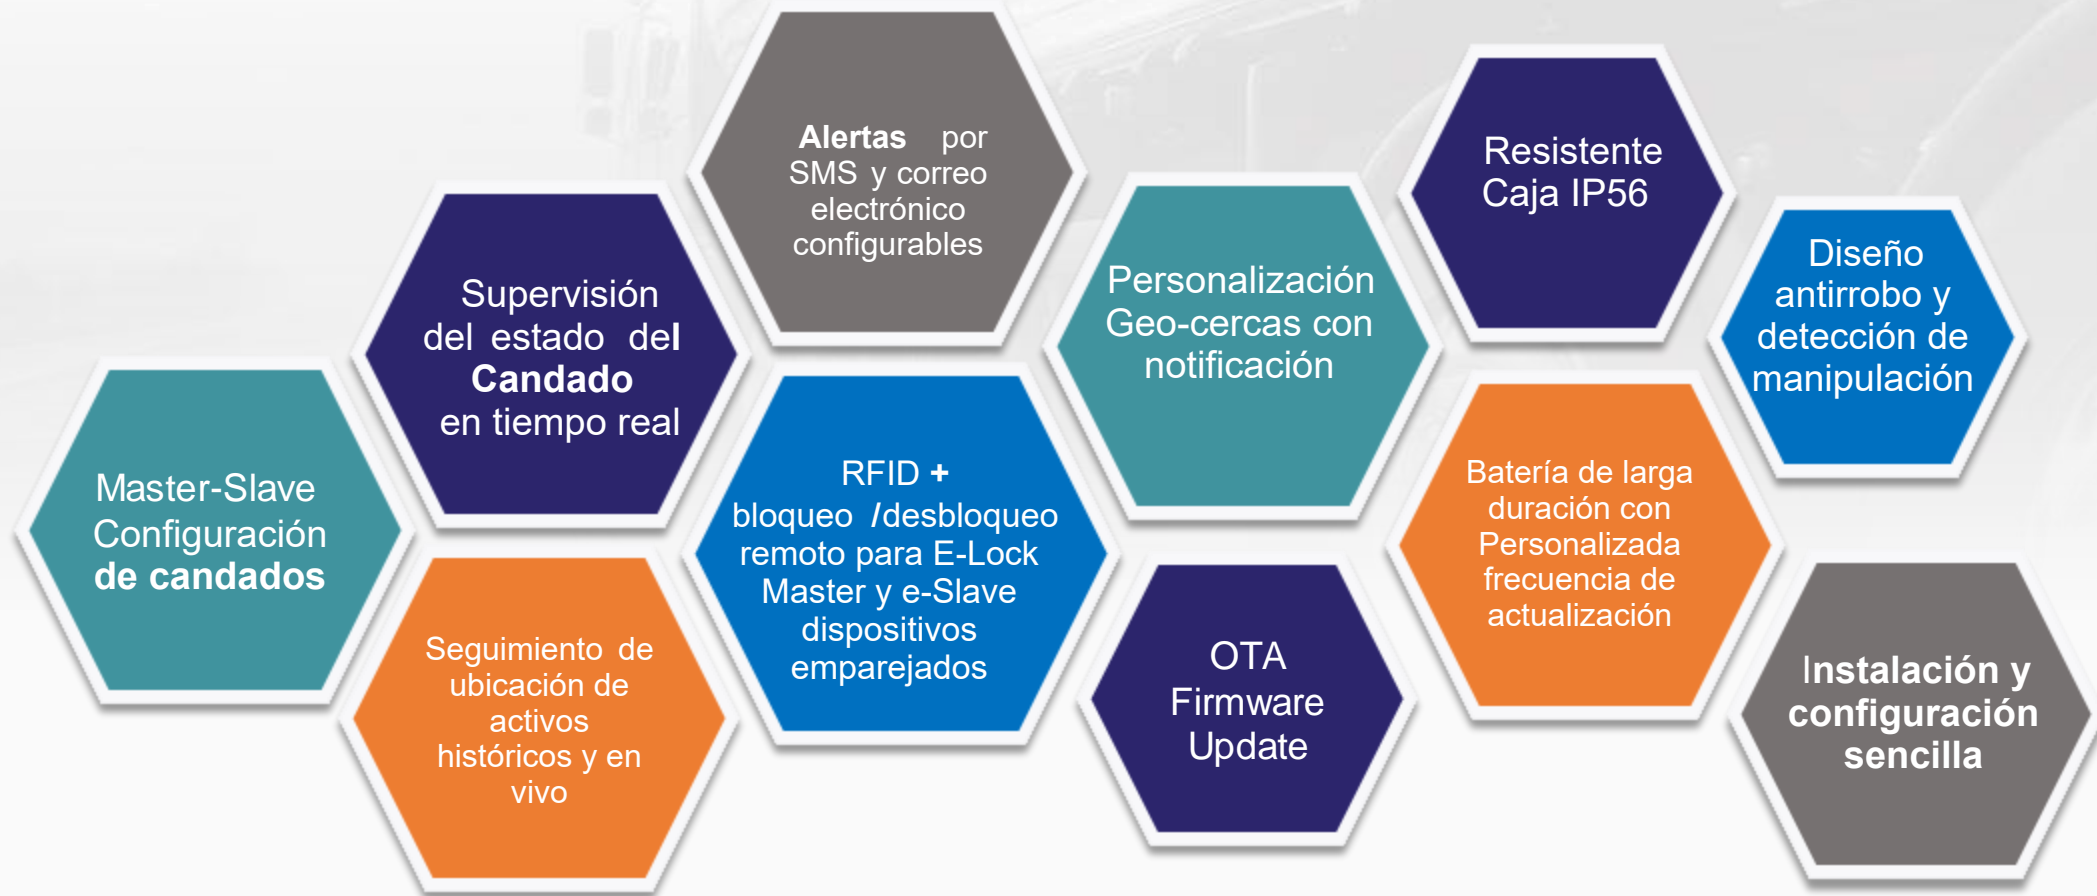 Master-Slave
Configuración
de candados
Supervisión
del estado del
Candado
en tiempo real
Seguimiento de
ubicación de
activos
históricos y en
vivo
Alertas por
SMS y correo
electrónico
configurables
RFID +
bloqueo /desbloqueo
remoto para E-Lock
Master y e-Slave
dispositivos
emparejados
Personalización
Geo-cercas con
notificación
OTA
Firmware
Update
Resistente
Caja IP56
Batería de larga
duración con
Personalizada
frecuencia de
actualización
Diseño
antirrobo y
detección de
manipulación
Instalación y
configuración
sencilla